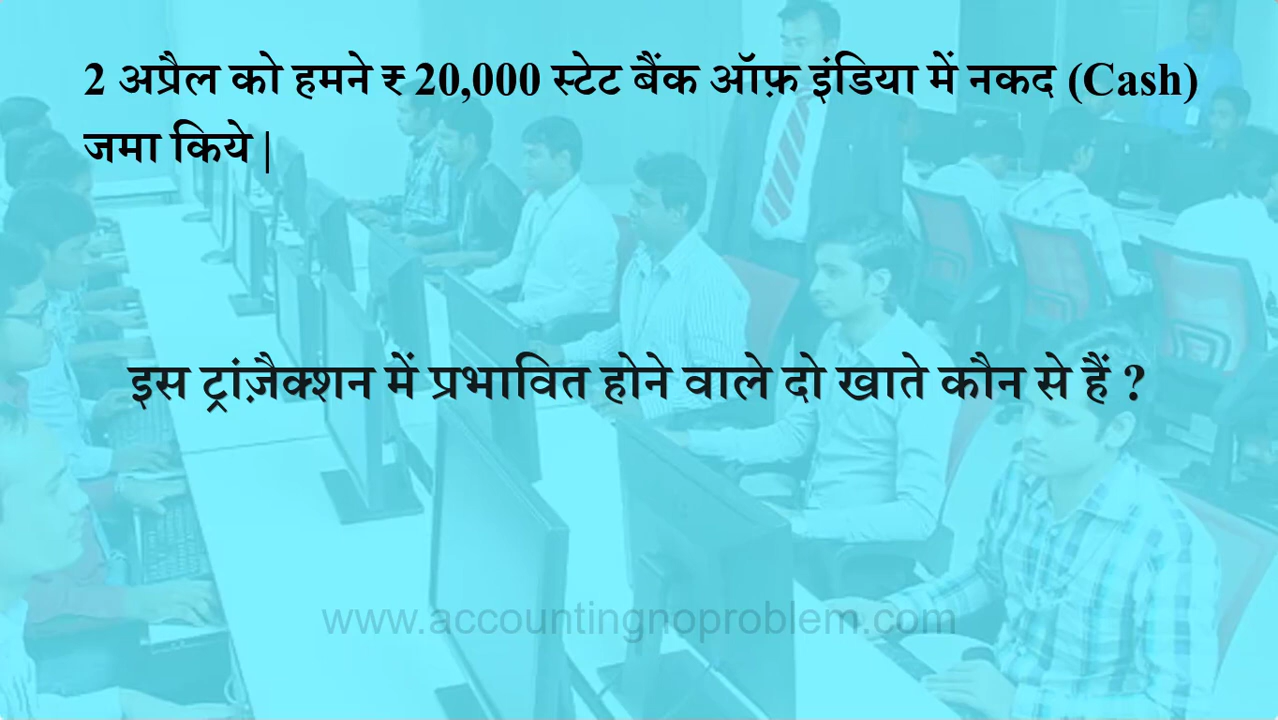 2 अप्रैल को हमने ₹ 20,000 स्टेट बैंक ऑफ़ इंडिया में नकद (Cash)
जमा किये |
इस ट्रांज़ैक्शन में प्रभावित होने वाले दो खाते कौन से हैं ?
www.accountingnoproblem.com